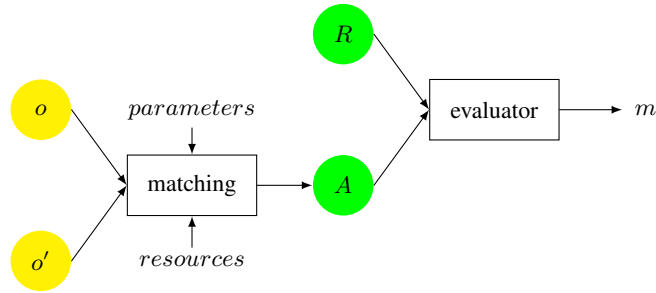 R
o
parameters
evaluator
m
matching
A
o′
resources